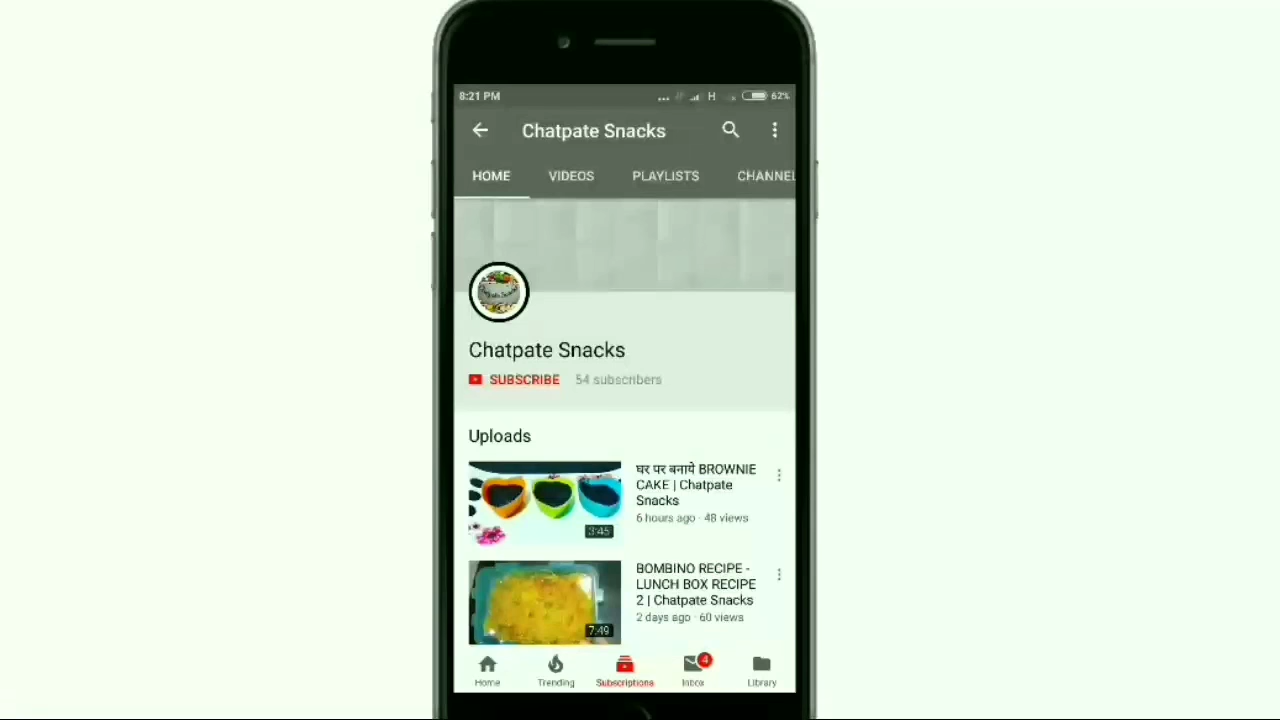 8:21 PM
H
62%
Chatpate Snacks
HOME VIDEOS PLAYLISTS CHANNEL
Chatpate Snacks
SUBSCRIBE 54 subscribers
Uploads
घर पर बनाये BROWNIE
CAKE | Chatpate
Snacks
6 hours ago · 48 views
3:45
BOMBINO RECIPE -
LUNCH BOX RECIPE
2 | Chatpate Snacks
2 days ago · 60 views
7:49
4
Home Trending Subscriptions Inbox Library